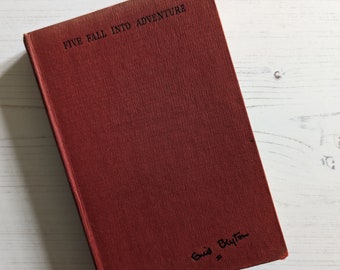 FIVE FALL INTO ADVENTURE
Enid Blyton